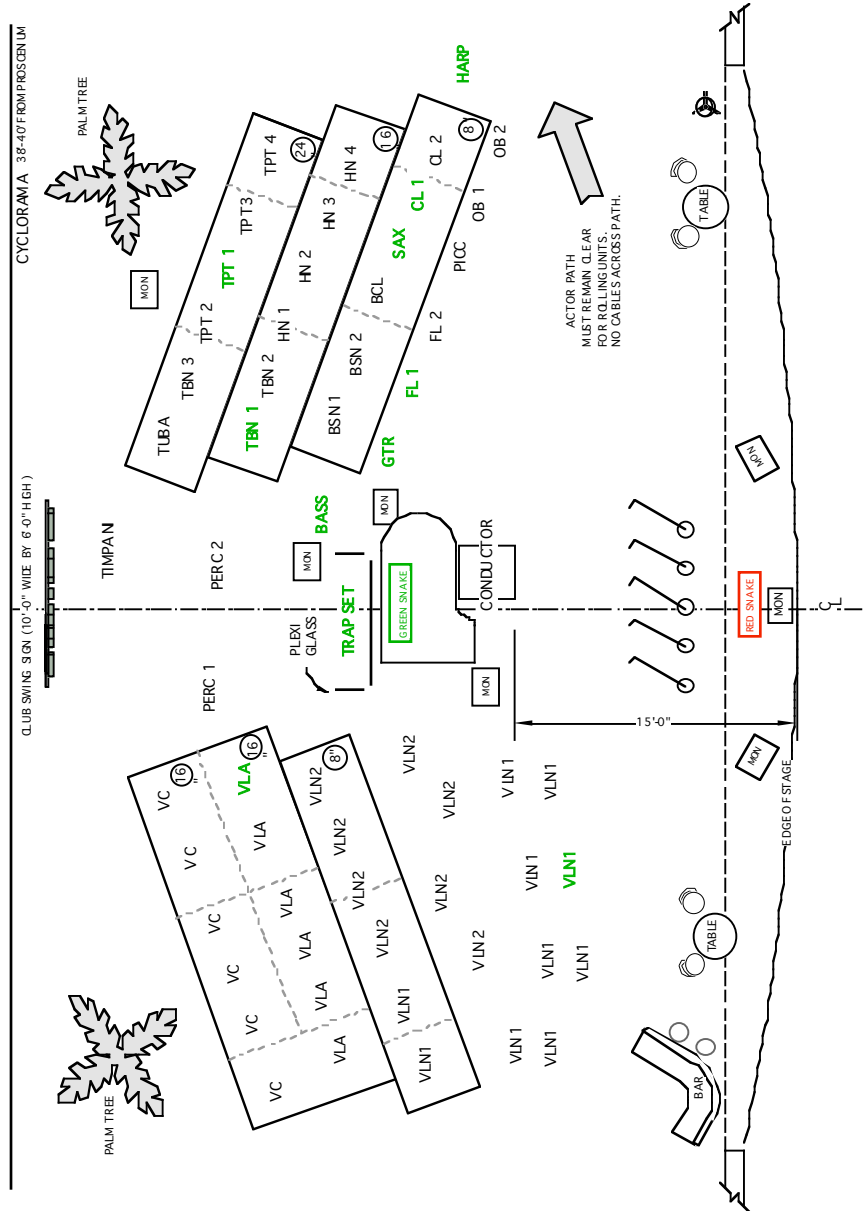 CLUB SWING SIGN (10'-0" WIDE BY 6'-0" HIGH)
CYCLORAMA 38-40' FROM PROSCENIUM
PALM TREE
PALM TREE
TIMPANI
MON
PERC 1
PERC 2
VC
VC
VC
VC
VC
VC
VC
16"
VLA
VLA
VLA
VLA
VLA
VLA
16"
VLN1
VLN1
VLN2
VLN2
VLN2
VLN2
8"
TUBA
TBN 3
TPT 2
TPT 1
TPT3
TPT 4
24"
TBN 1
TBN 2
HN 1
HN 2
HN 3
HN 4
16"
BSN1
BSN 2
BCL
SAX
CL 1
CL 2
8"
HARP
PLEXI
GLASS
TRAP SET
MON
BASS
GREEN SNAKE
MON
GTR
FL 1
FL 2
PICC
OB 1
OB 2
VLN2
VLN2
VLN2
VLN2
MON
CONDUCTOR
VLN1
VLN1
VLN1
VLN1
VLN1
VLN1
VLN1
VLN1
ACTOR PATH
MUST REMAIN CLEAR
FOR ROLLING UNITS.
NO CABLES ACROSS PATH.
15'-0"
BAR
TABLE
TABLE
RED SNAKE
MON
MON
MON
EDGE OF STAGE
CL